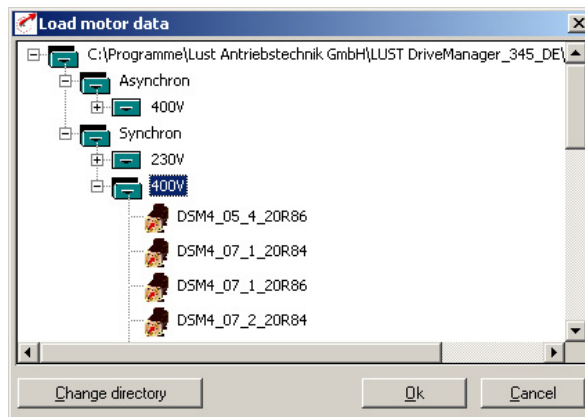 Load motor data
C:\Programme\Lust Antriebstechnik GmbH\LUST DriveManager_345_DE\
Asynchron
400V
Synchron
230V
400V
DSM4_05_4_20R86
DSM4_07_1_20R84
DSM4_07_1_20R86
DSM4_07_2_20R84
Change directory
Ok
Cancel